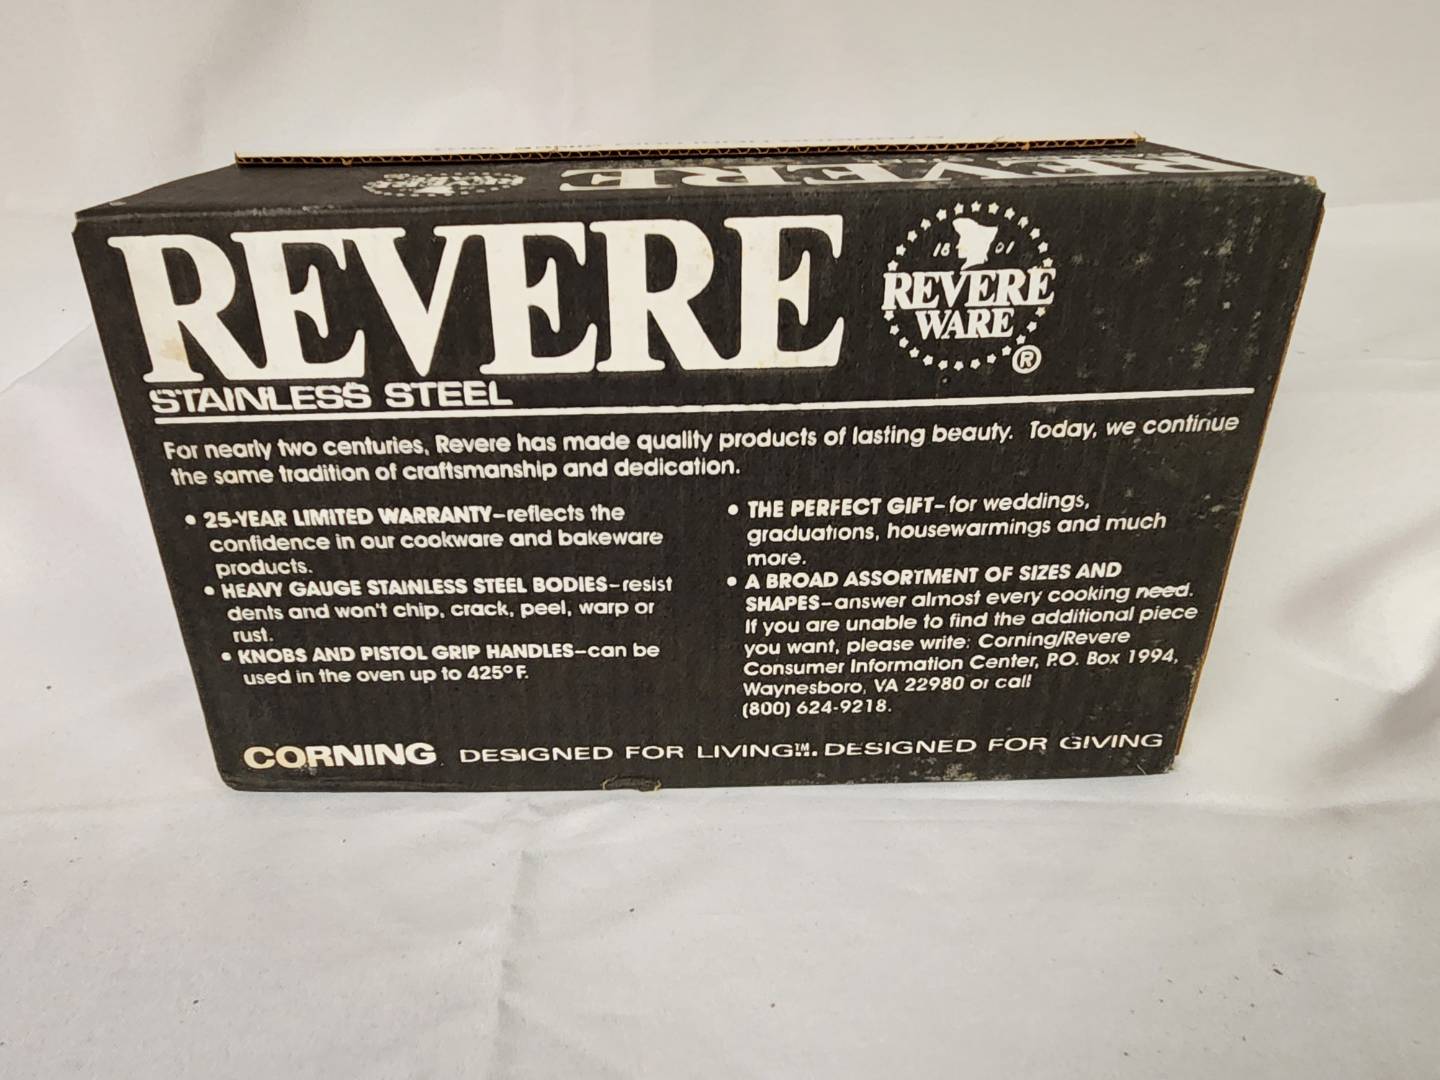 REVERE
REVERE
STAINLESS STEEL
18 01
REVERE
WARE
®
For nearly two centuries, Revere has made quality products of lasting beauty. Today, we continue
the same tradition of craftsmanship and dedication.
• 25-YEAR LIMITED WARRANTY–reflects the
confidence in our cookware and bakeware
products.
• HEAVY GAUGE STAINLESS STEEL BODIES–resist
dents and won't chip, crack, peel, warp or
rust.
• KNOBS AND PISTOL GRIP HANDLES–can be
used in the oven up to 425°F.
• THE PERFECT GIFT–for weddings,
graduations, housewarmings and much
more.
• A BROAD ASSORTMENT OF SIZES AND
SHAPES–answer almost every cooking need.
If you are unable to find the additional piece
you want, please write: Corning/Revere
Consumer Information Center, P.O. Box 1994,
Waynesboro, VA 22980 or call
(800) 624-9218.
CORNING DESIGNED FOR LIVING™. DESIGNED FOR GIVING